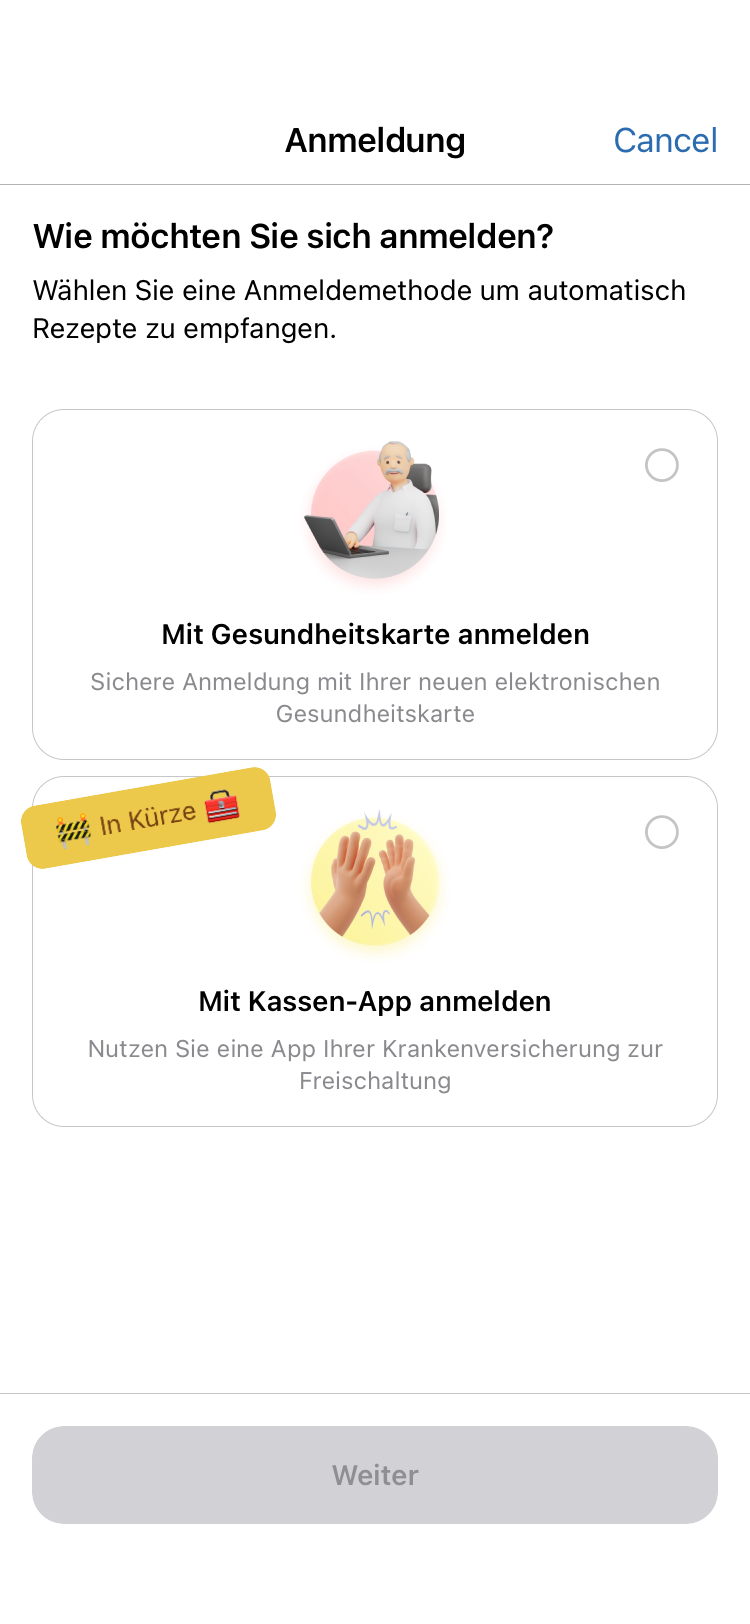 Anmeldung
Cancel
Wie möchten Sie sich anmelden?
Wählen Sie eine Anmeldemethode um automatisch
Rezepte zu empfangen.
Mit Gesundheitskarte anmelden
Sichere Anmeldung mit Ihrer neuen elektronischen
Gesundheitskarte
🚧 In Kürze 🧰
Mit Kassen-App anmelden
Nutzen Sie eine App Ihrer Krankenversicherung zur
Freischaltung
Weiter